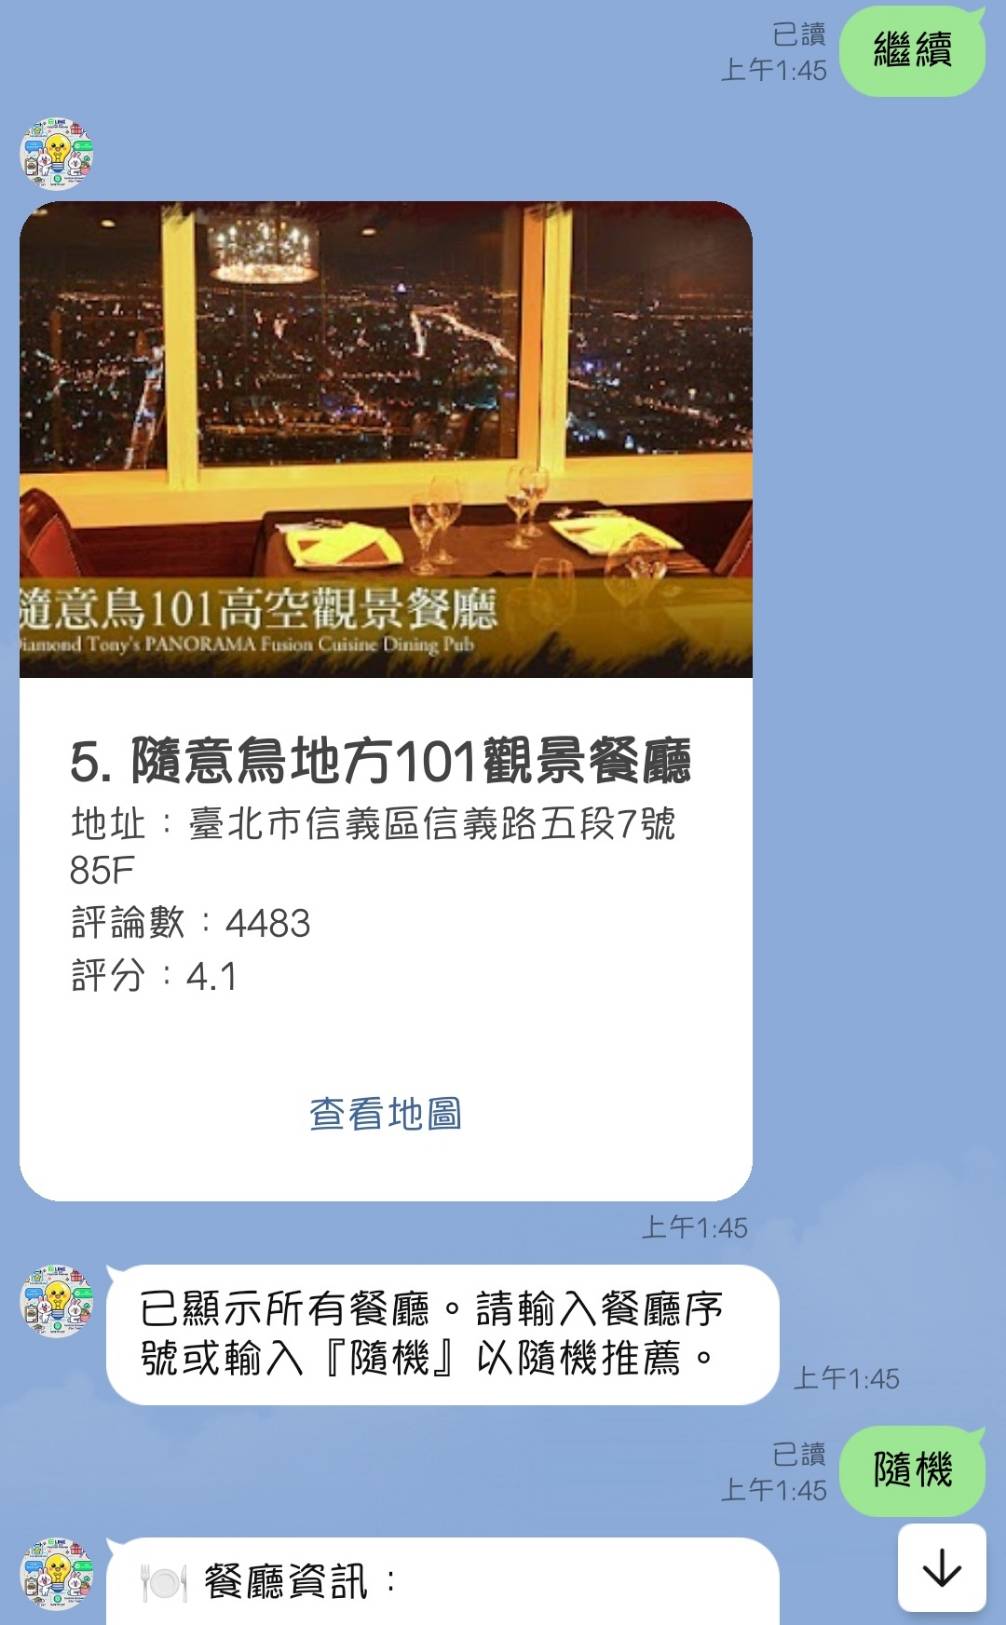 已讀
上午1:45
繼續
隨意鳥101高空觀景餐廳
iamond Tony's PANORAMA Fusion Cuisine Dining Pub
5. 隨意鳥地方101觀景餐廳
地址：臺北市信義區信義路五段7號
85F
評論數：4483
評分：4.1
查看地圖
上午1:45
已顯示所有餐廳。請輸入餐廳序
號或輸入『隨機』以隨機推薦。
上午1:45
已讀
上午1:45
隨機
餐廳資訊：